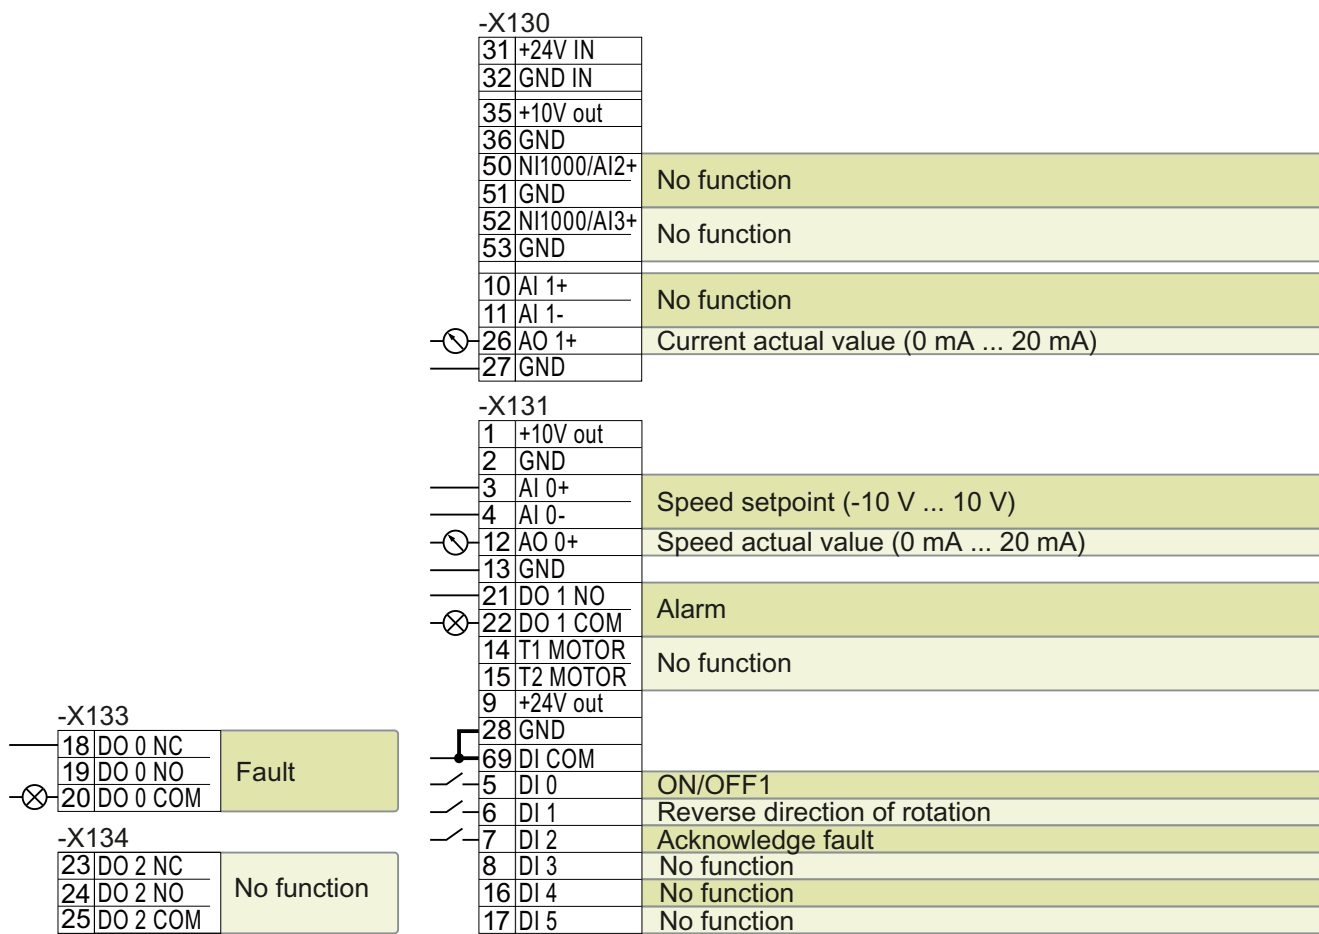 -X130
31 +24V IN
32 GND IN
35 +10V out
36 GND
50 NI1000/AI2+
No function
51 GND
52 NI1000/AI3+
No function
53 GND
10 AI 1+
No function
11 AI 1-
26 AO 1+ Current actual value (0 mA ... 20 mA)
27 GND
-X131
1 +10V out
2 GND
3 AI 0+
Speed setpoint (-10 V ... 10 V)
4 AI 0-
12 AO 0+ Speed actual value (0 mA ... 20 mA)
13 GND
21 DO 1 NO
Alarm
22 DO 1 COM
14 T1 MOTOR
No function
15 T2 MOTOR
9 +24V out
28 GND
69 DI COM
5 DI 0 ON/OFF1
6 DI 1 Reverse direction of rotation
7 DI 2 Acknowledge fault
8 DI 3 No function
16 DI 4 No function
17 DI 5 No function
-X133
18 DO 0 NC
19 DO 0 NO Fault
20 DO 0 COM
-X134
23 DO 2 NC
24 DO 2 NO No function
25 DO 2 COM